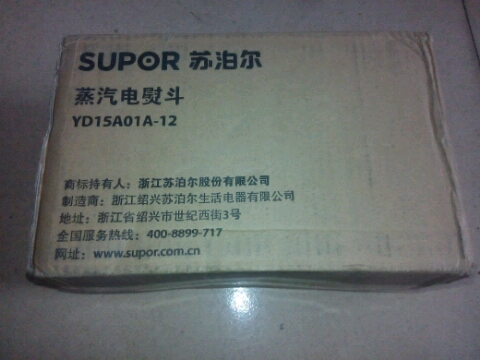 SUPOR 苏泊尔
蒸汽电熨斗
YD15A01A-12
商标持有人：浙江苏泊尔股份有限公司
制造商：浙江绍兴苏泊尔生活电器有限公司
地址：浙江省绍兴市世纪西街3号
全国服务热线：400-8899-717
网址：www.supor.com.cn